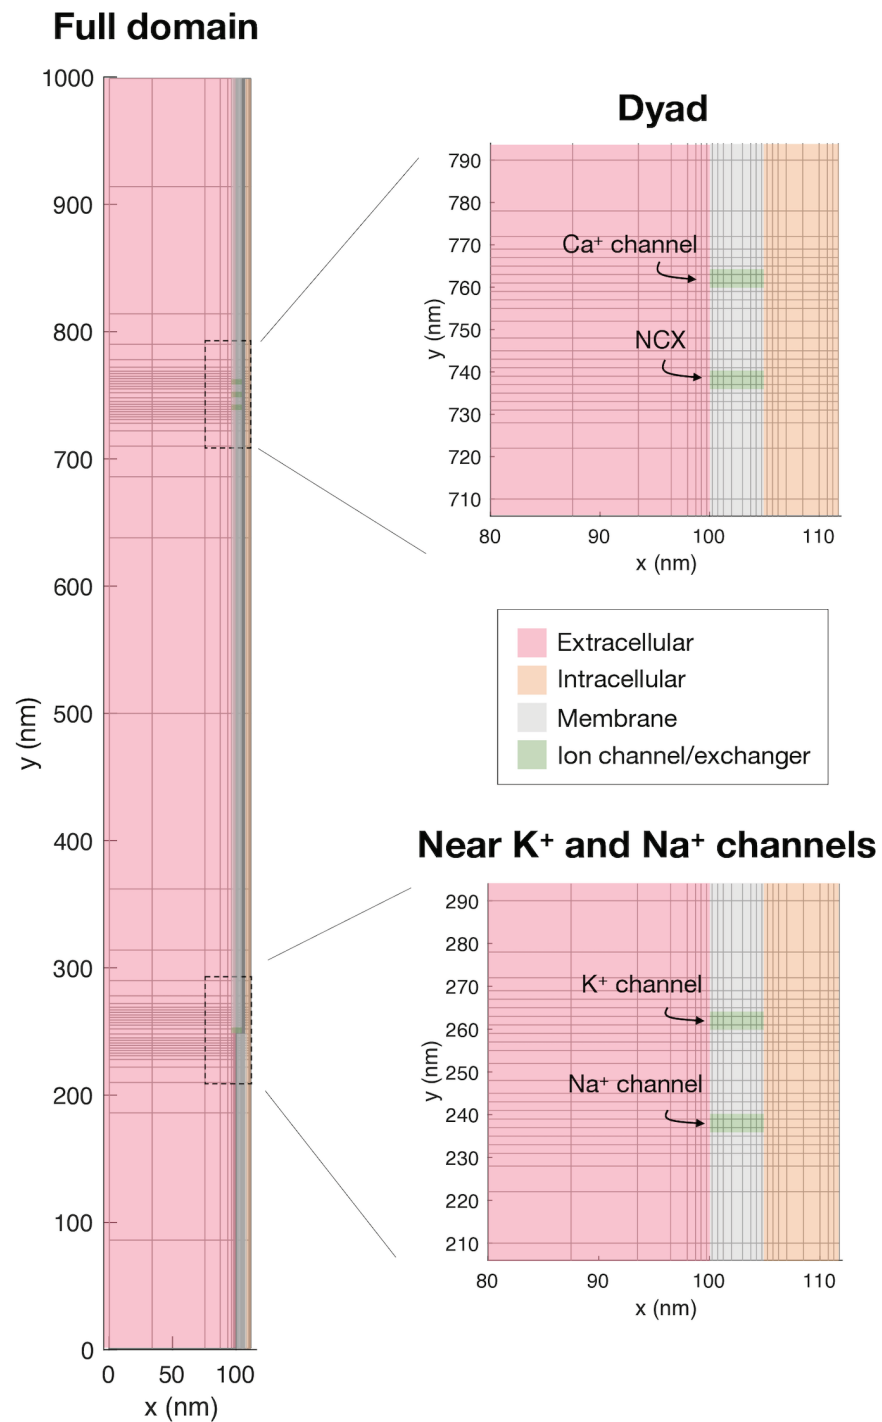 Full domain
1000
900
800
700
600
500
400
300
200
100
0
y (nm)
0 50 100
x (nm)
Dyad
790
780
770
760
750
740
730
720
710
y (nm)
Ca⁺ channel
NCX
80 90 100 110
x (nm)
Extracellular
Intracellular
Membrane
Ion channel/exchanger
Near K⁺ and Na⁺ channels
290
280
270
260
250
240
230
220
210
y (nm)
K⁺ channel
Na⁺ channel
80 90 100 110
x (nm)